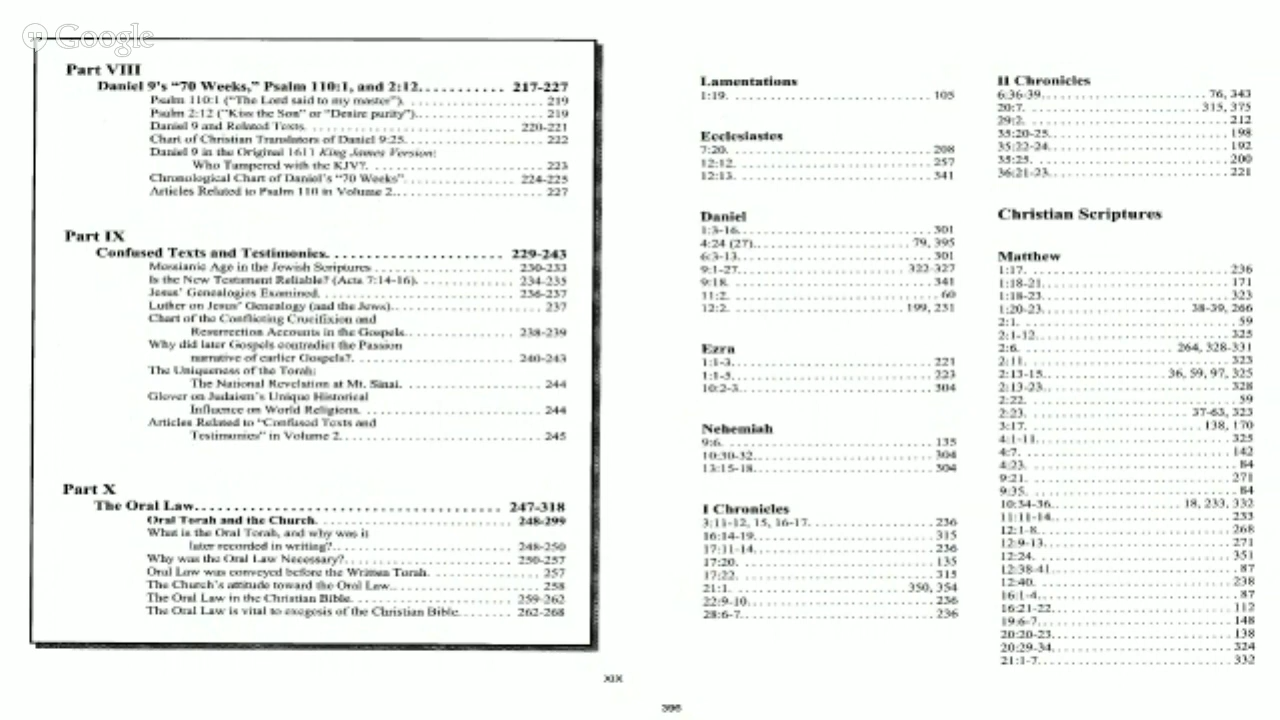 Google
Part VIII
Daniel 9's "70 Weeks," Psalm 110:1, and 2:12. 217-227
Psalm 110:1 ("The Lord said to my master"). 219
Psalm 2:12 ("Kiss the Son" or "Desire purity"). 219
Daniel 9 and Related Texts. 220-221
Chart of Christian Translators of Daniel 9:25. 222
Daniel 9 in the Original 1611 King James Version:
Who Tampered with the KJV?. 223
Chronological Chart of Daniel's "70 Weeks". 224-225
Articles Related to Psalm 110 in Volume 2. 227
Part IX
Confused Texts and Testimonies. 229-243
Messianic Age in the Jewish Scriptures 230-233
Is the New Testament Reliable? (Acts 7:14-16). 234-235
Jesus' Genealogies Examined. 236-237
Luther on Jesus' Genealogy (and the Jews). 237
Chart of the Conflicting Crucifixion and
Resurrection Accounts in the Gospels. 238-239
Why did later Gospels contradict the Passion
narrative of earlier Gospels?. 240-243
The Uniqueness of the Torah:
The National Revelation at Mt. Sinai. 244
Glover on Judaism's Unique Historical
Influence on World Religions. 244
Articles Related to "Confused Texts and
Testimonies" in Volume 2. 245
Part X
The Oral Law. 247-318
Oral Torah and the Church. 248-299
What is the Oral Torah, and why was it
later recorded in writing? 248-250
Why was the Oral Law Necessary? 250-257
Oral Law was conveyed before the Written Torah. 257
The Church's attitude toward the Oral Law. 258
The Oral Law in the Christian Bible. 259-262
The Oral Law is vital to exegesis of the Christian Bible. 262-268
XIX
Lamentations
1:19. 105
Ecclesiastes
7:20. 208
12:12. 257
12:13. 341
Daniel
1:3-16. 301
4:24 (27). 79, 395
6:3-13. 301
9:1-27. 322-327
9:18. 341
11:2. 60
12:2. 199, 231
Ezra
1:1-3. 221
1:1-5. 223
10:2-3. 304
Nehemiah
9:6. 135
10:30-32. 304
13:15-18. 304
I Chronicles
3:11-12, 15, 16-17. 236
16:14-19. 315
17:11-14. 236
17:20. 135
17:22. 315
21:1. 350, 354
22:9-10. 236
28:6-7. 236
II Chronicles
6:36-39. 76, 343
20:7. 315, 375
29:2. 212
35:20-25. 198
35:22-24. 192
35:25. 200
36:21-23. 221
Christian Scriptures
Matthew
1:17. 236
1:18-21. 171
1:18-23. 323
1:20-23. 38-39, 266
2:1. 59
2:1-12. 325
2:6. 264, 328-331
2:11. 323
2:13-15. 36, 59, 97, 325
2:13-23. 328
2:22. 59
2:23. 37-63, 323
3:17. 138, 170
4:1-11. 325
4:7. 142
4:23. 84
9:21. 271
9:35. 84
10:34-36. 18, 233, 332
11:11-14. 233
12:1-8. 268
12:9-13. 271
12:24. 351
12:38-41. 87
12:40. 238
16:1-4. 87
16:21-22. 112
19:6-7. 148
20:20-23. 138
20:29-34. 324
21:1-7. 332
396